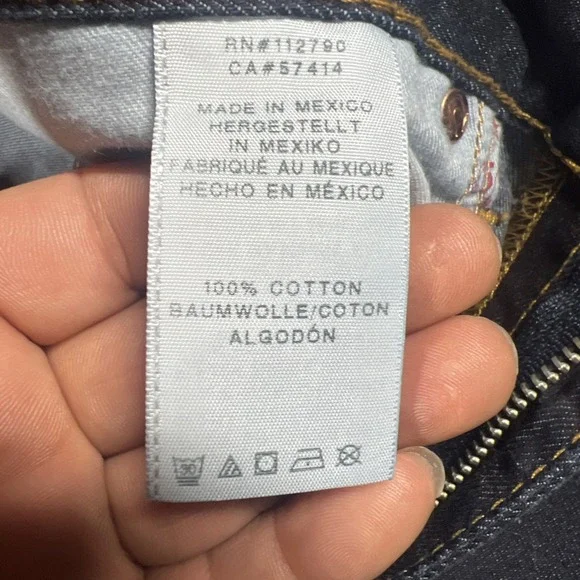 RN#112790
CA#57414
MADE IN MEXICO
HERGESTELLT
IN MEXIKO
FABRIQUÉ AU MEXIQUE
HECHO EN MÉXICO
100% COTTON
BAUMWOLLE/COTON
ALGODÓN
30